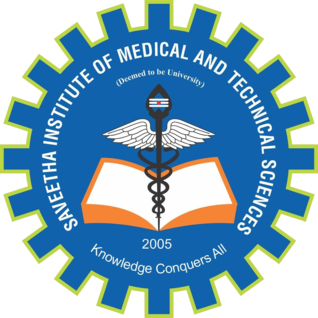 SAVEETHA INSTITUTE OF MEDICAL AND TECHNICAL SCIENCES
(Deemed to be University)
2005
Knowledge Conquers All